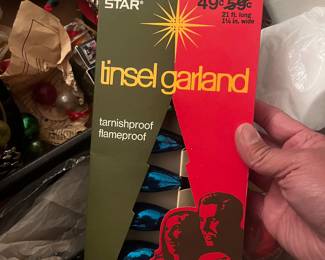 STAR®
49¢ 59¢
21 ft. long
1¼ in. wide
tinsel garland
tarnishproof
flameproof